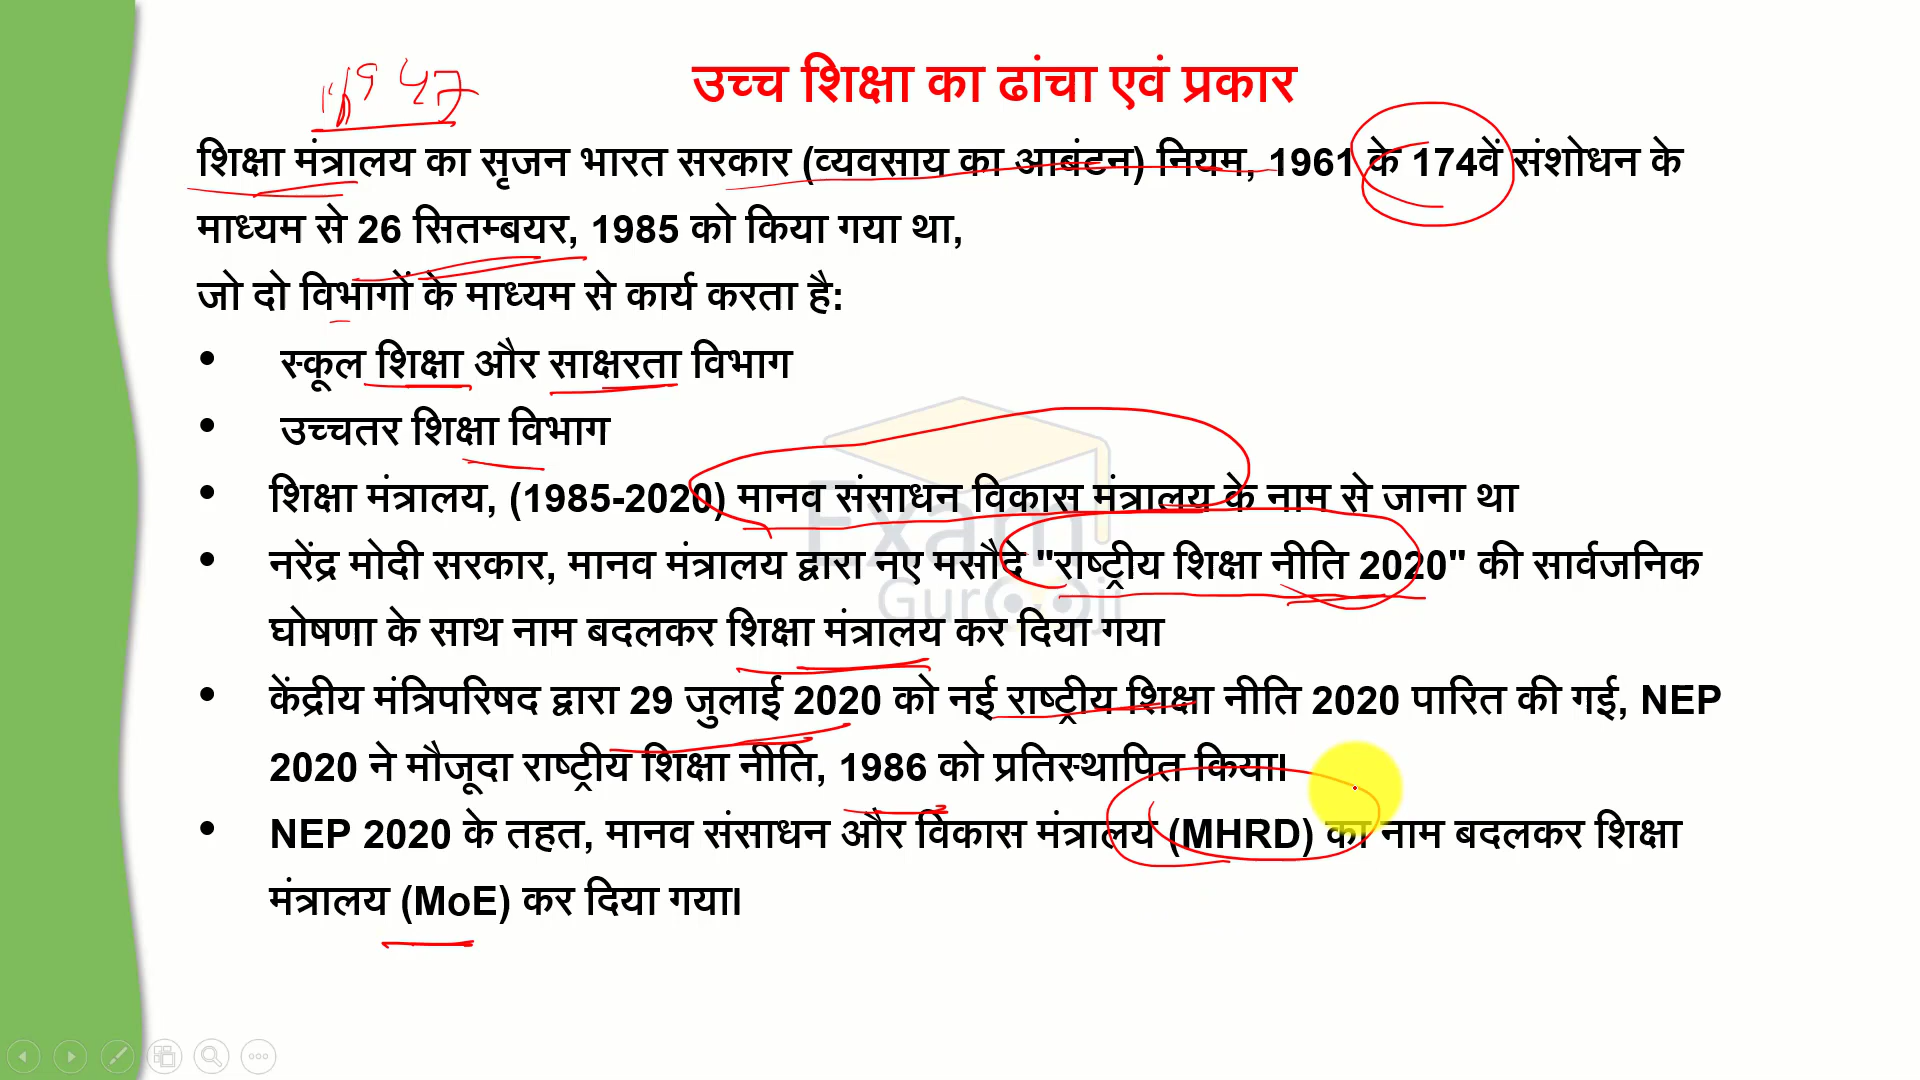 उच्च शिक्षा का ढांचा एवं प्रकार
1947
शिक्षा मंत्रालय का सृजन भारत सरकार (व्यवसाय का आबंटन) नियम, 1961 के 174वें संशोधन के
माध्यम से 26 सितम्बयर, 1985 को किया गया था,
जो दो विभागों के माध्यम से कार्य करता है:
• स्कूल शिक्षा और साक्षरता विभाग
• उच्चतर शिक्षा विभाग
• शिक्षा मंत्रालय, (1985-2020) मानव संसाधन विकास मंत्रालय के नाम से जाना था
• नरेंद्र मोदी सरकार, मानव मंत्रालय द्वारा नए मसौदे "राष्ट्रीय शिक्षा नीति 2020" की सार्वजनिक
घोषणा के साथ नाम बदलकर शिक्षा मंत्रालय कर दिया गया
• केंद्रीय मंत्रिपरिषद द्वारा 29 जुलाई 2020 को नई राष्ट्रीय शिक्षा नीति 2020 पारित की गई, NEP
2020 ने मौजूदा राष्ट्रीय शिक्षा नीति, 1986 को प्रतिस्थापित किया।
• NEP 2020 के तहत, मानव संसाधन और विकास मंत्रालय (MHRD) का नाम बदलकर शिक्षा
मंत्रालय (MoE) कर दिया गया।
Exam
Gurooji